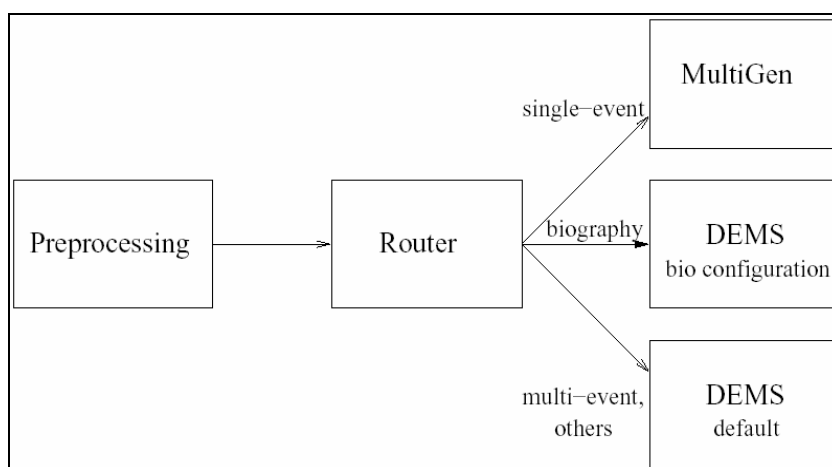 MultiGen
single−event
Preprocessing
Router
biography
DEMS
bio configuration
multi−event,
others
DEMS
default